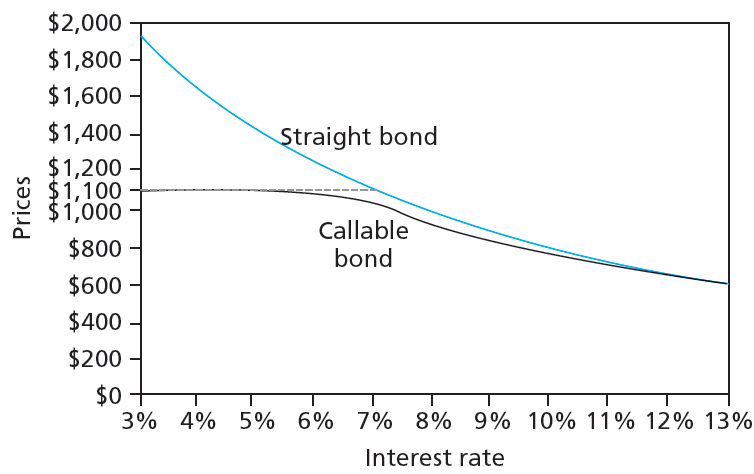 $2,000
$1,800
$1,600
$1,400
Straight bond
$1,200
$1,100
$1,000
Prices
Callable
bond
$800
$600
$400
$200
$0
3% 4% 5% 6% 7% 8% 9% 10% 11% 12% 13%
Interest rate